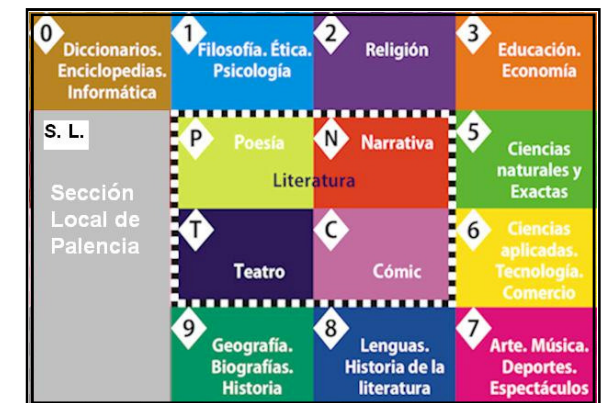 0
Diccionarios.
Enciclopedias.
Informática
1
Filosofía. Ética.
Psicología
2
Religión
3
Educación.
Economía
S. L.
Sección
Local de
Palencia
P
Poesía
N
Narrativa
Literatura
T
Teatro
C
Cómic
5
Ciencias
naturales y
Exactas
6
Ciencias
aplicadas.
Tecnología.
Comercio
9
Geografía.
Biografías.
Historia
8
Lenguas.
Historia de la
literatura
7
Arte. Música.
Deportes.
Espectáculos